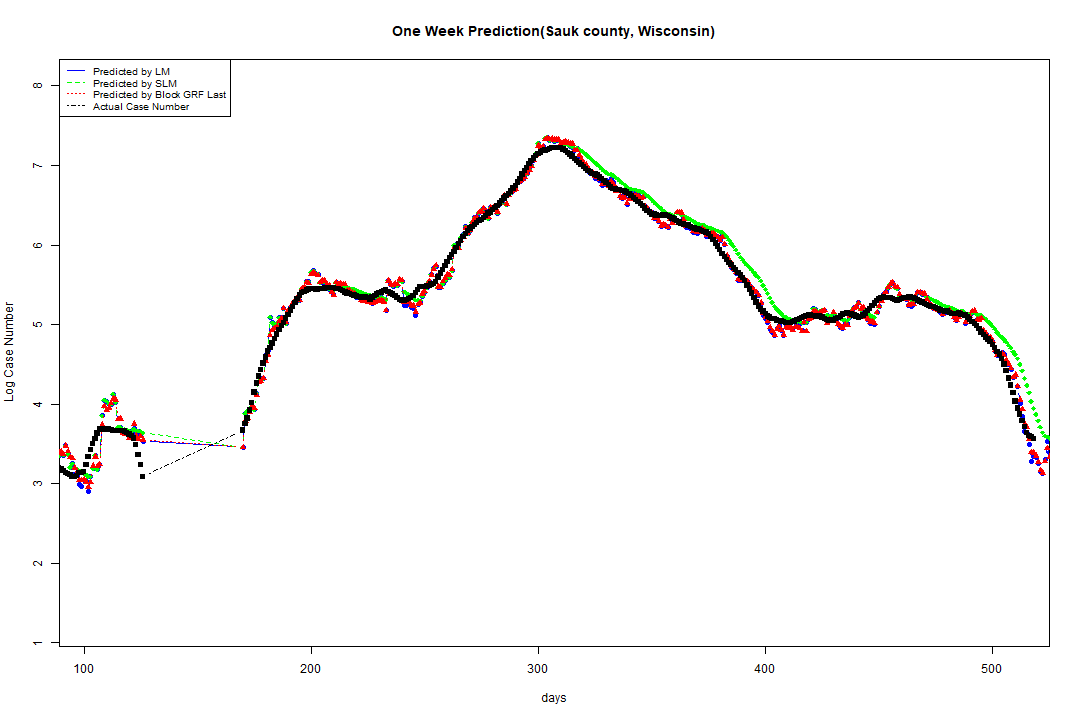 One Week Prediction(Sauk county, Wisconsin)
Predicted by LM
Predicted by SLM
Predicted by Block GRF Last
Actual Case Number
8
7
6
5
4
3
2
1
Log Case Number
100 200 300 400 500
days